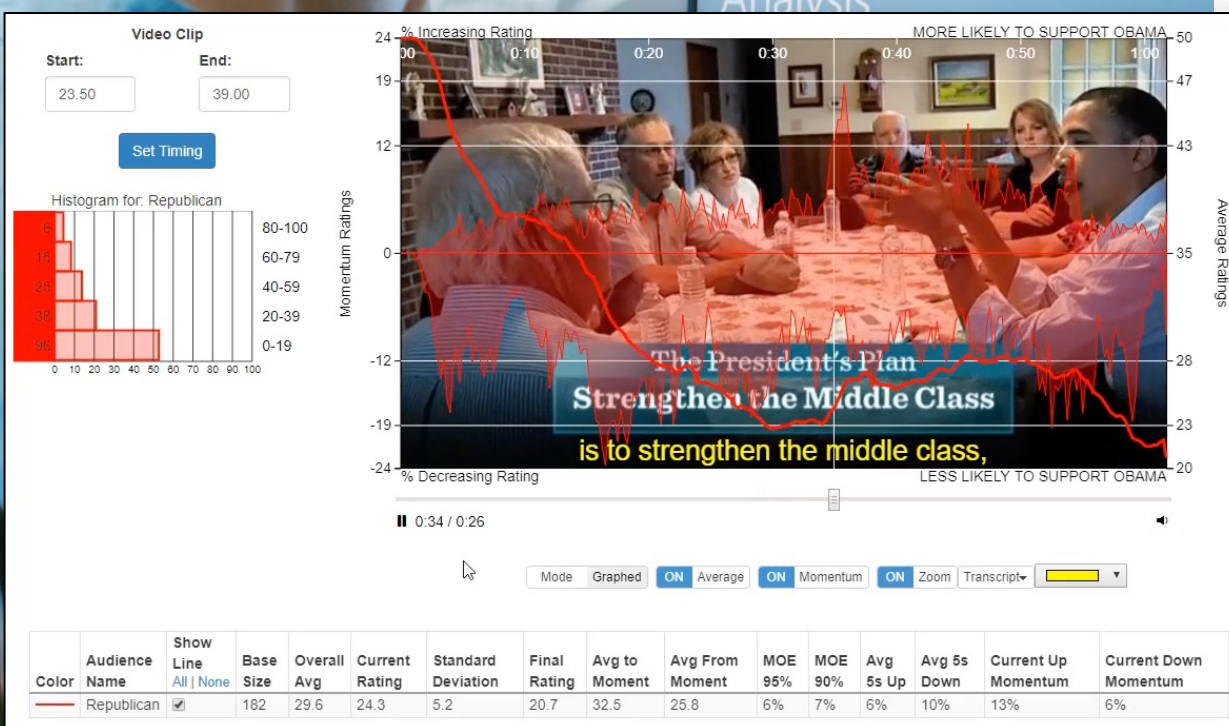 Analysis
Video Clip
Start: End:
23.50 39.00
Set Timing
Histogram for: Republican
6 80-100
15 60-79
25 40-59
38 20-39
96 0-19
0 10 20 30 40 50 60 70 80 90 100
Momentum Ratings
% Increasing Rating MORE LIKELY TO SUPPORT OBAMA
00 0:10 0:20 0:30 0:40 0:50 1:00
24 50
19 47
12 43
0 35
-12 28
-19 23
-24 20
Average Ratings
The President's Plan
Strengthen the Middle Class
is to strengthen the middle class,
% Decreasing Rating LESS LIKELY TO SUPPORT OBAMA
0:34 / 0:26
Mode Graphed ON Average ON Momentum ON Zoom Transcript
Color Audience Name Show Line All | None Base Size Overall Avg Current Rating Standard Deviation Final Rating Avg to Moment Avg From Moment MOE 95% MOE 90% Avg 5s Up Avg 5s Down Current Up Momentum Current Down Momentum
Republican 182 29.6 24.3 5.2 20.7 32.5 25.8 6% 7% 6% 10% 13% 6%